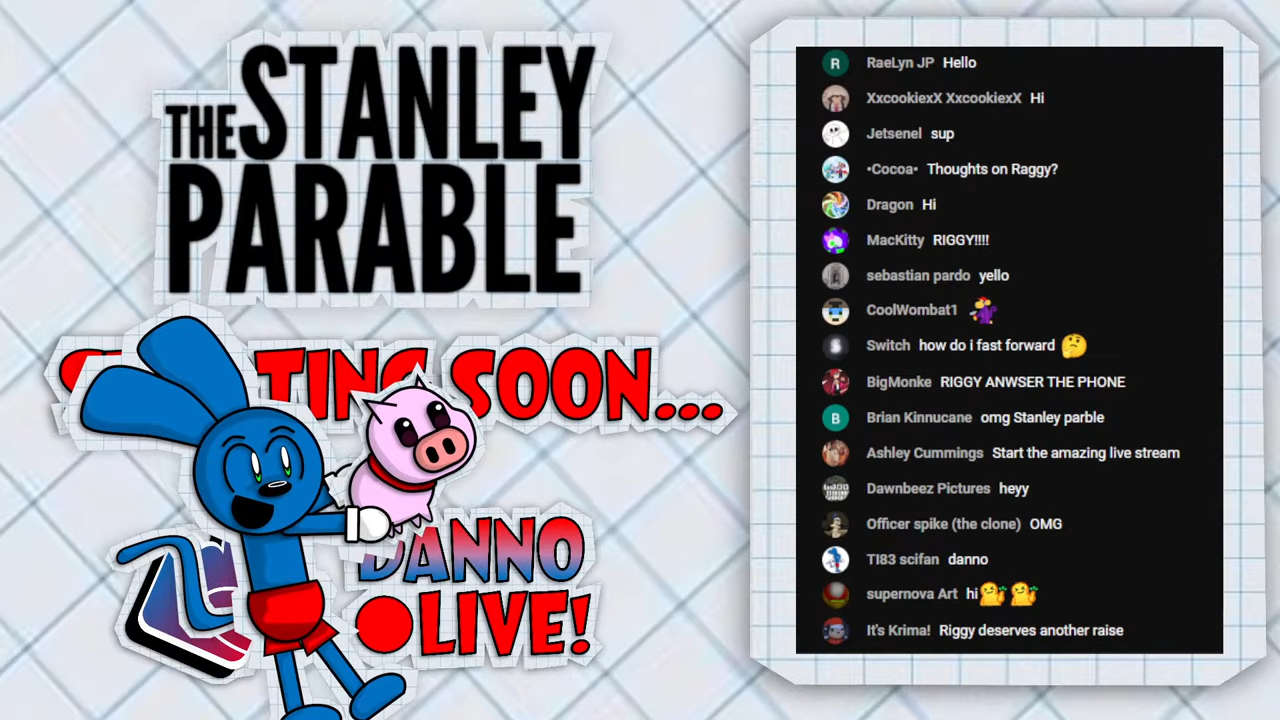 THE STANLEY
PARABLE
TING SOON...
DANNO
LIVE!
R RaeLyn JP Hello
XxcookiexX XxcookiexX Hi
Jetsenel sup
•Cocoa• Thoughts on Raggy?
Dragon Hi
MacKitty RIGGY!!!!
sebastian pardo yello
CoolWombat1
Switch how do i fast forward 🤔
BigMonke RIGGY ANWSER THE PHONE
B Brian Kinnucane omg Stanley parble
Ashley Cummings Start the amazing live stream
Dawnbeez Pictures heyy
Officer spike (the clone) OMG
TI83 scifan danno
supernova Art hi
It's Krima! Riggy deserves another raise